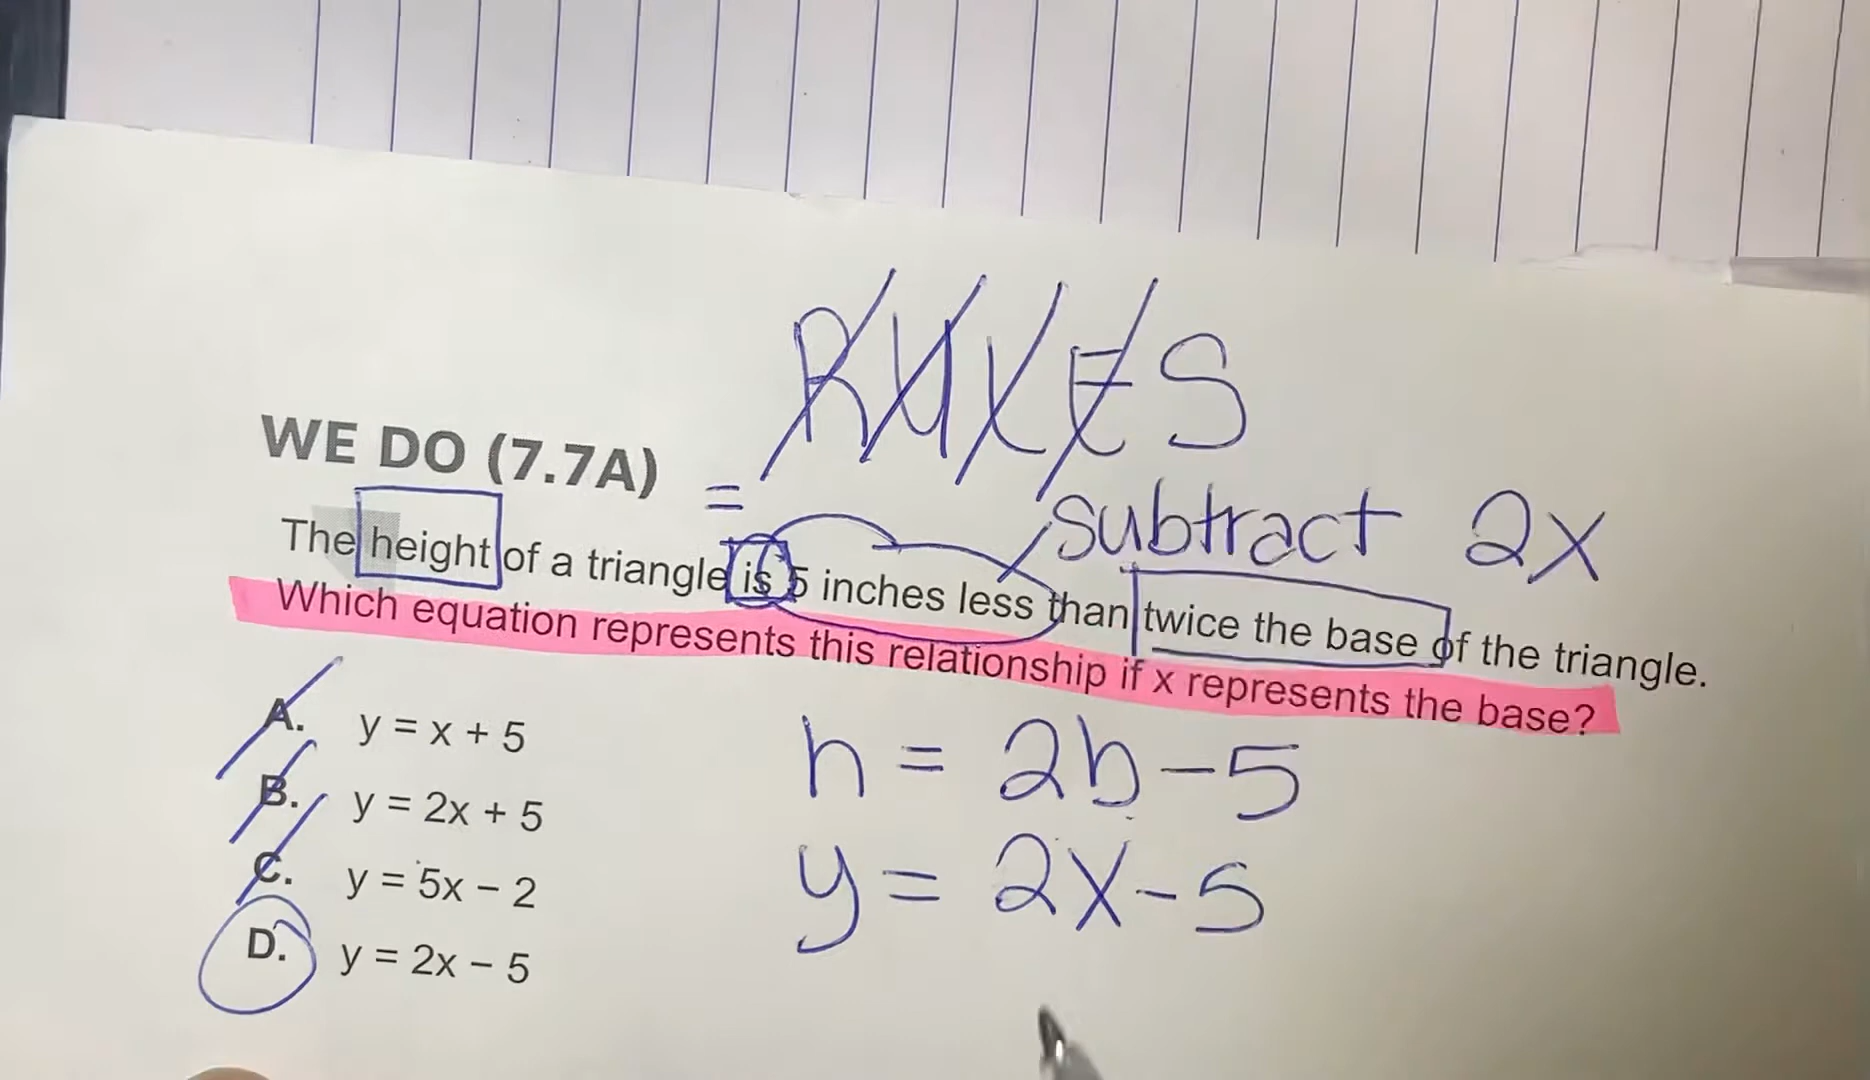 RULES
WE DO (7.7A)
= subtract 2x
The height of a triangle is 5 inches less than twice the base of the triangle.
Which equation represents this relationship if x represents the base?
A. y = x + 5
B. y = 2x + 5
C. y = 5x - 2
D. y = 2x - 5
h = 2b - 5
y = 2x - 5